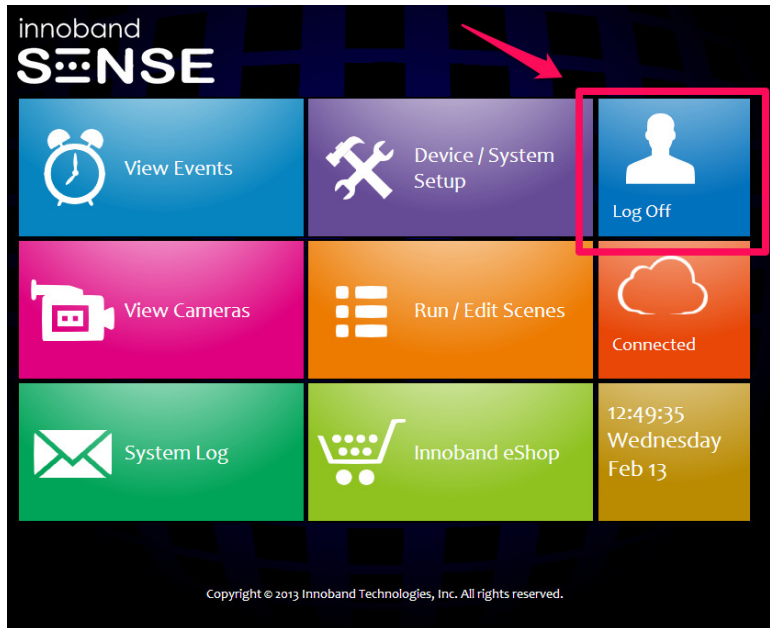 innoband
SENSE
View Events
Device / System
Setup
Log Off
View Cameras
Run / Edit Scenes
Connected
System Log
Innoband eShop
12:49:35
Wednesday
Feb 13
Copyright © 2013 Innoband Technologies, Inc. All rights reserved.